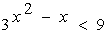 3^{x^2 - x} < 9